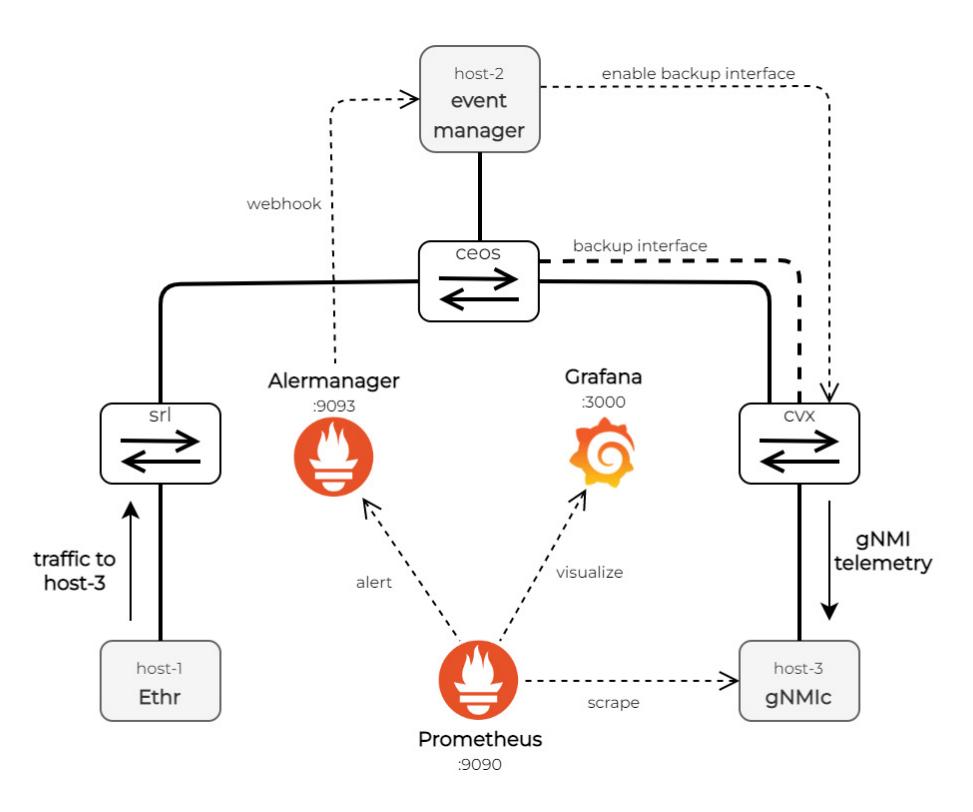 host-2
event
manager
enable backup interface
webhook
ceos
backup interface
Alermanager
:9093
Grafana
:3000
srl
cvx
traffic to
host-3
gNMI
telemetry
alert
visualize
host-1
Ethr
scrape
host-3
gNMIc
Prometheus
:9090